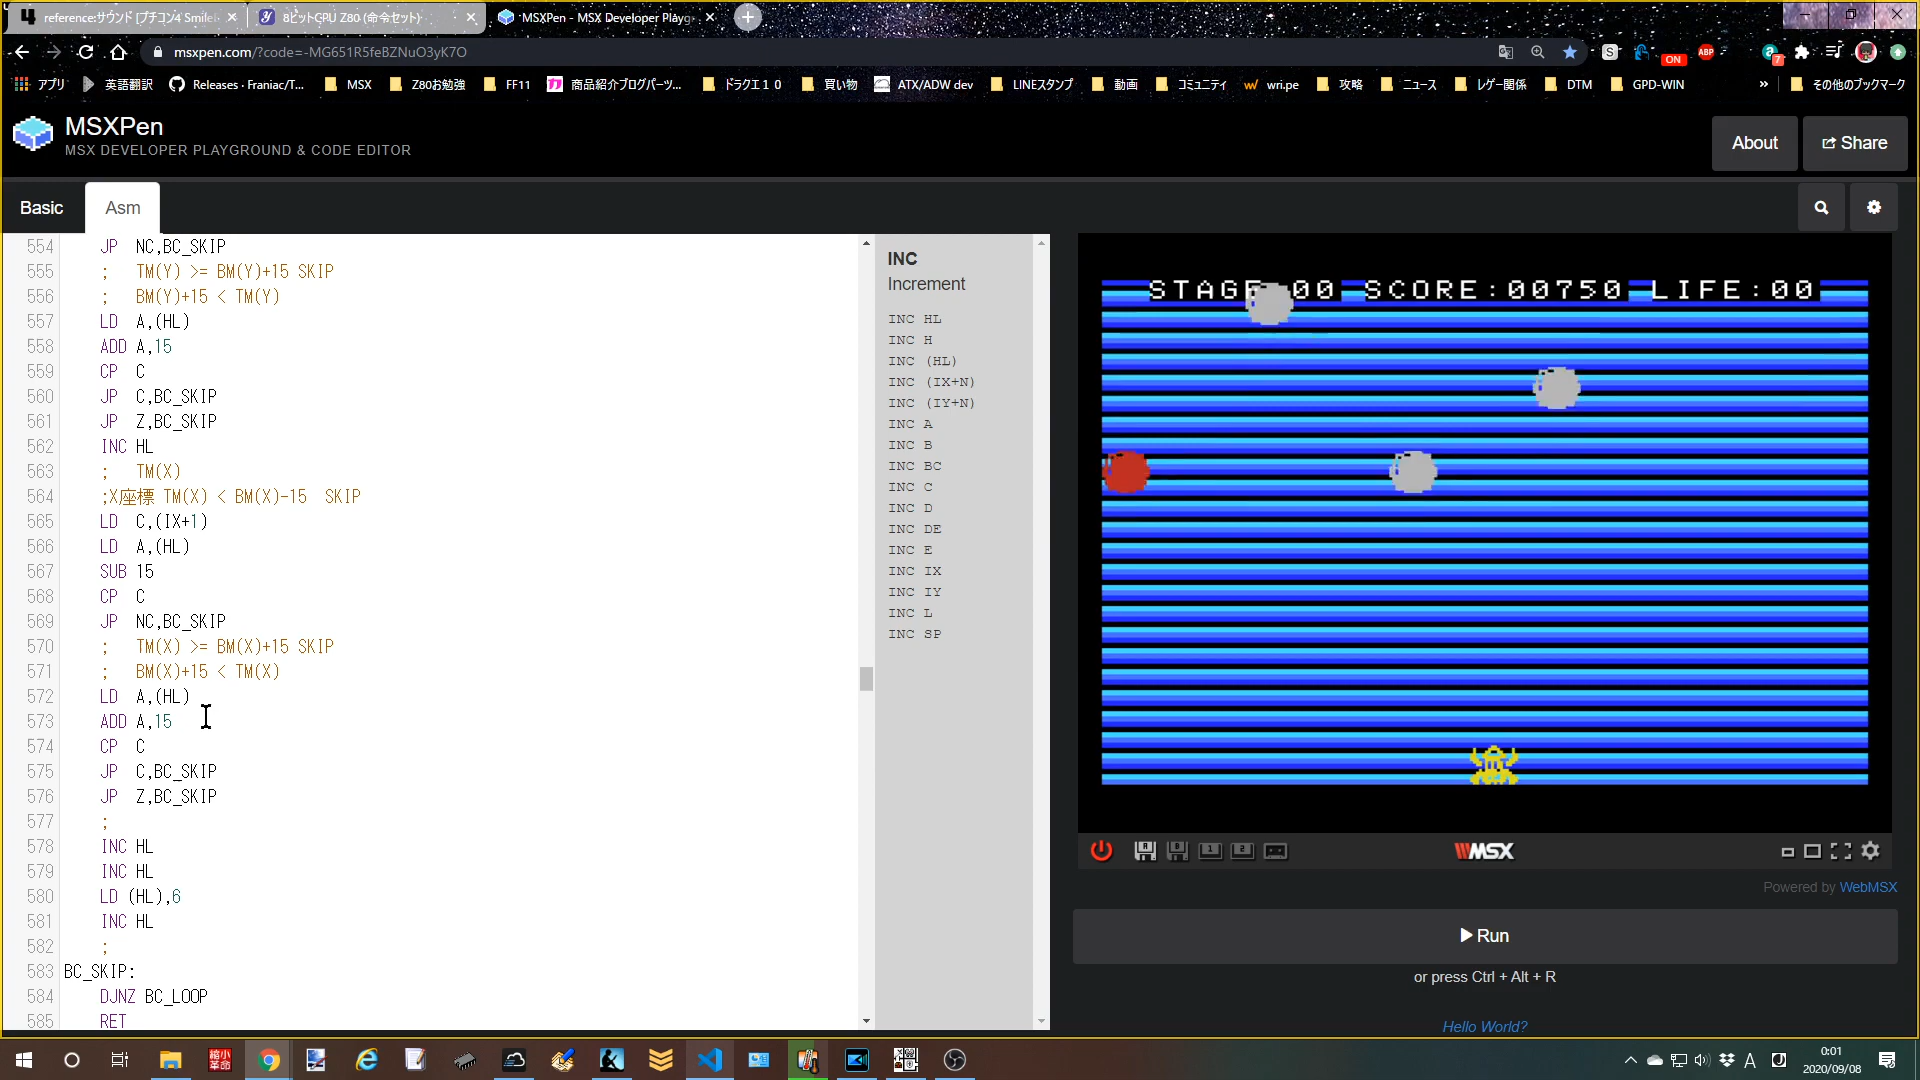 reference:サウンド [プチコン4 SmileB
8ビットCPU Z80 (命令セット)
MSXPen - MSX Developer Playg
msxpen.com/?code=-MG651R5feBZNuO3yK7O
アプリ 英語翻訳 Releases · Franiac/T... MSX Z80お勉強 FF11 商品紹介ブログパーツ... ドラクエ１０ 買い物 ATX/ADW dev LINEスタンプ 動画 コミュニティ wri.pe 攻略 ニュース レゲー関係 DTM GPD-WIN » その他のブックマーク
ON
ABP
7
MSXPen
MSX DEVELOPER PLAYGROUND & CODE EDITOR
About
Share
Basic
Asm
554 JP NC,BC_SKIP
555 ; TM(Y) >= BM(Y)+15 SKIP
556 ; BM(Y)+15 < TM(Y)
557 LD A,(HL)
558 ADD A,15
559 CP C
560 JP C,BC_SKIP
561 JP Z,BC_SKIP
562 INC HL
563 ; TM(X)
564 ;X座標 TM(X) < BM(X)-15 SKIP
565 LD C,(IX+1)
566 LD A,(HL)
567 SUB 15
568 CP C
569 JP NC,BC_SKIP
570 ; TM(X) >= BM(X)+15 SKIP
571 ; BM(X)+15 < TM(X)
572 LD A,(HL)
573 ADD A,15
574 CP C
575 JP C,BC_SKIP
576 JP Z,BC_SKIP
577 ;
578 INC HL
579 INC HL
580 LD (HL),6
581 INC HL
582 ;
583 BC_SKIP:
584 DJNZ BC_LOOP
585 RET
INC
Increment
INC HL
INC H
INC (HL)
INC (IX+N)
INC (IY+N)
INC A
INC B
INC BC
INC C
INC D
INC DE
INC E
INC IX
INC IY
INC L
INC SP
STAGE 00 SCORE:00750 LIFE:00
MSX
Powered by WebMSX
Run
or press Ctrl + Alt + R
Hello World?
縮小革命
A
0:01
2020/09/08